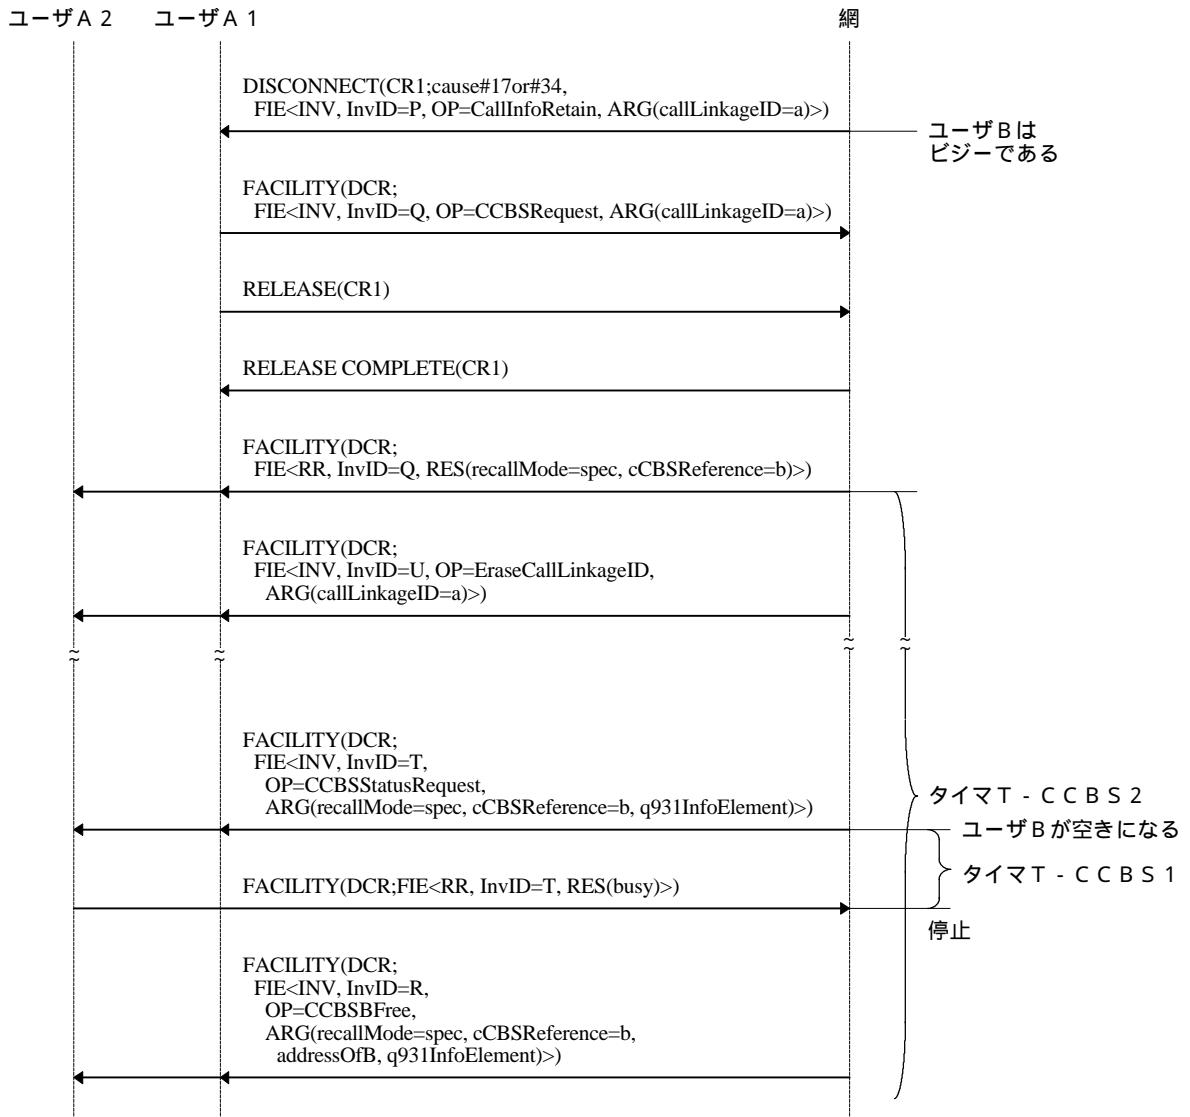 ユーザＡ２
ユーザＡ１
網
DISCONNECT(CR1;cause#17or#34,
FIE<INV, InvID=P, OP=CallInfoRetain, ARG(callLinkageID=a)>)
ユーザＢは
ビジーである
FACILITY(DCR;
FIE<INV, InvID=Q, OP=CCBSRequest, ARG(callLinkageID=a)>)
RELEASE(CR1)
RELEASE COMPLETE(CR1)
FACILITY(DCR;
FIE<RR, InvID=Q, RES(recallMode=spec, cCBSReference=b)>)
FACILITY(DCR;
FIE<INV, InvID=U, OP=EraseCallLinkageID,
ARG(callLinkageID=a)>)
FACILITY(DCR;
FIE<INV, InvID=T,
OP=CCBSStatusRequest,
ARG(recallMode=spec, cCBSReference=b, q931InfoElement)>)
タイマＴ‐ＣＣＢＳ２
ユーザＢが空きになる
タイマＴ‐ＣＣＢＳ１
FACILITY(DCR;FIE<RR, InvID=T, RES(busy)>)
停止
FACILITY(DCR;
FIE<INV, InvID=R,
OP=CCBSBFree,
ARG(recallMode=spec, cCBSReference=b,
addressOfB, q931InfoElement)>)